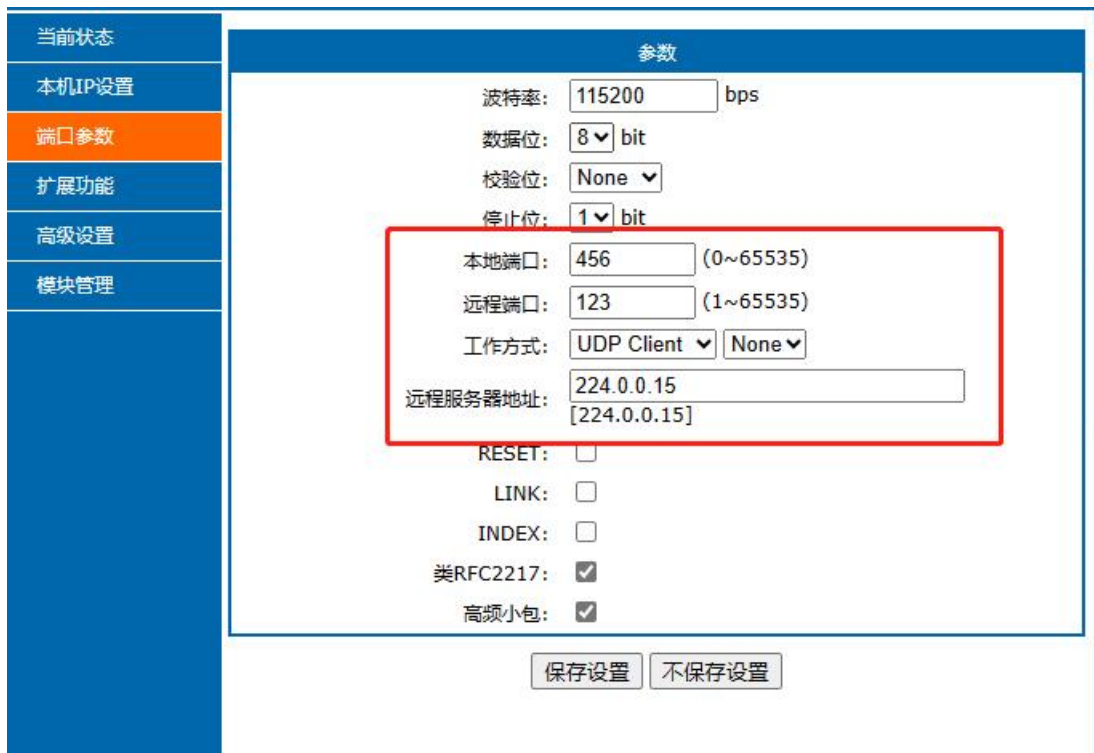 当前状态
本机IP设置
端口参数
扩展功能
高级设置
模块管理
参数
波特率: 115200 bps
数据位: 8 bit
校验位: None
停止位: 1 bit
本地端口: 456 (0~65535)
远程端口: 123 (1~65535)
工作方式: UDP Client None
远程服务器地址: 224.0.0.15
[224.0.0.15]
RESET:
LINK:
INDEX:
类RFC2217:
高频小包:
保存设置 不保存设置